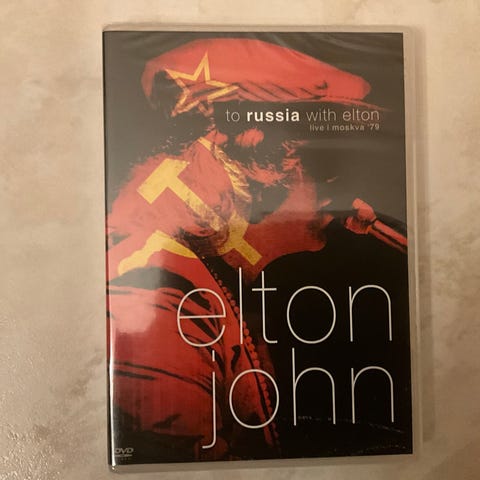 to russia with elton
live i moskva '79
elton
john
DVD